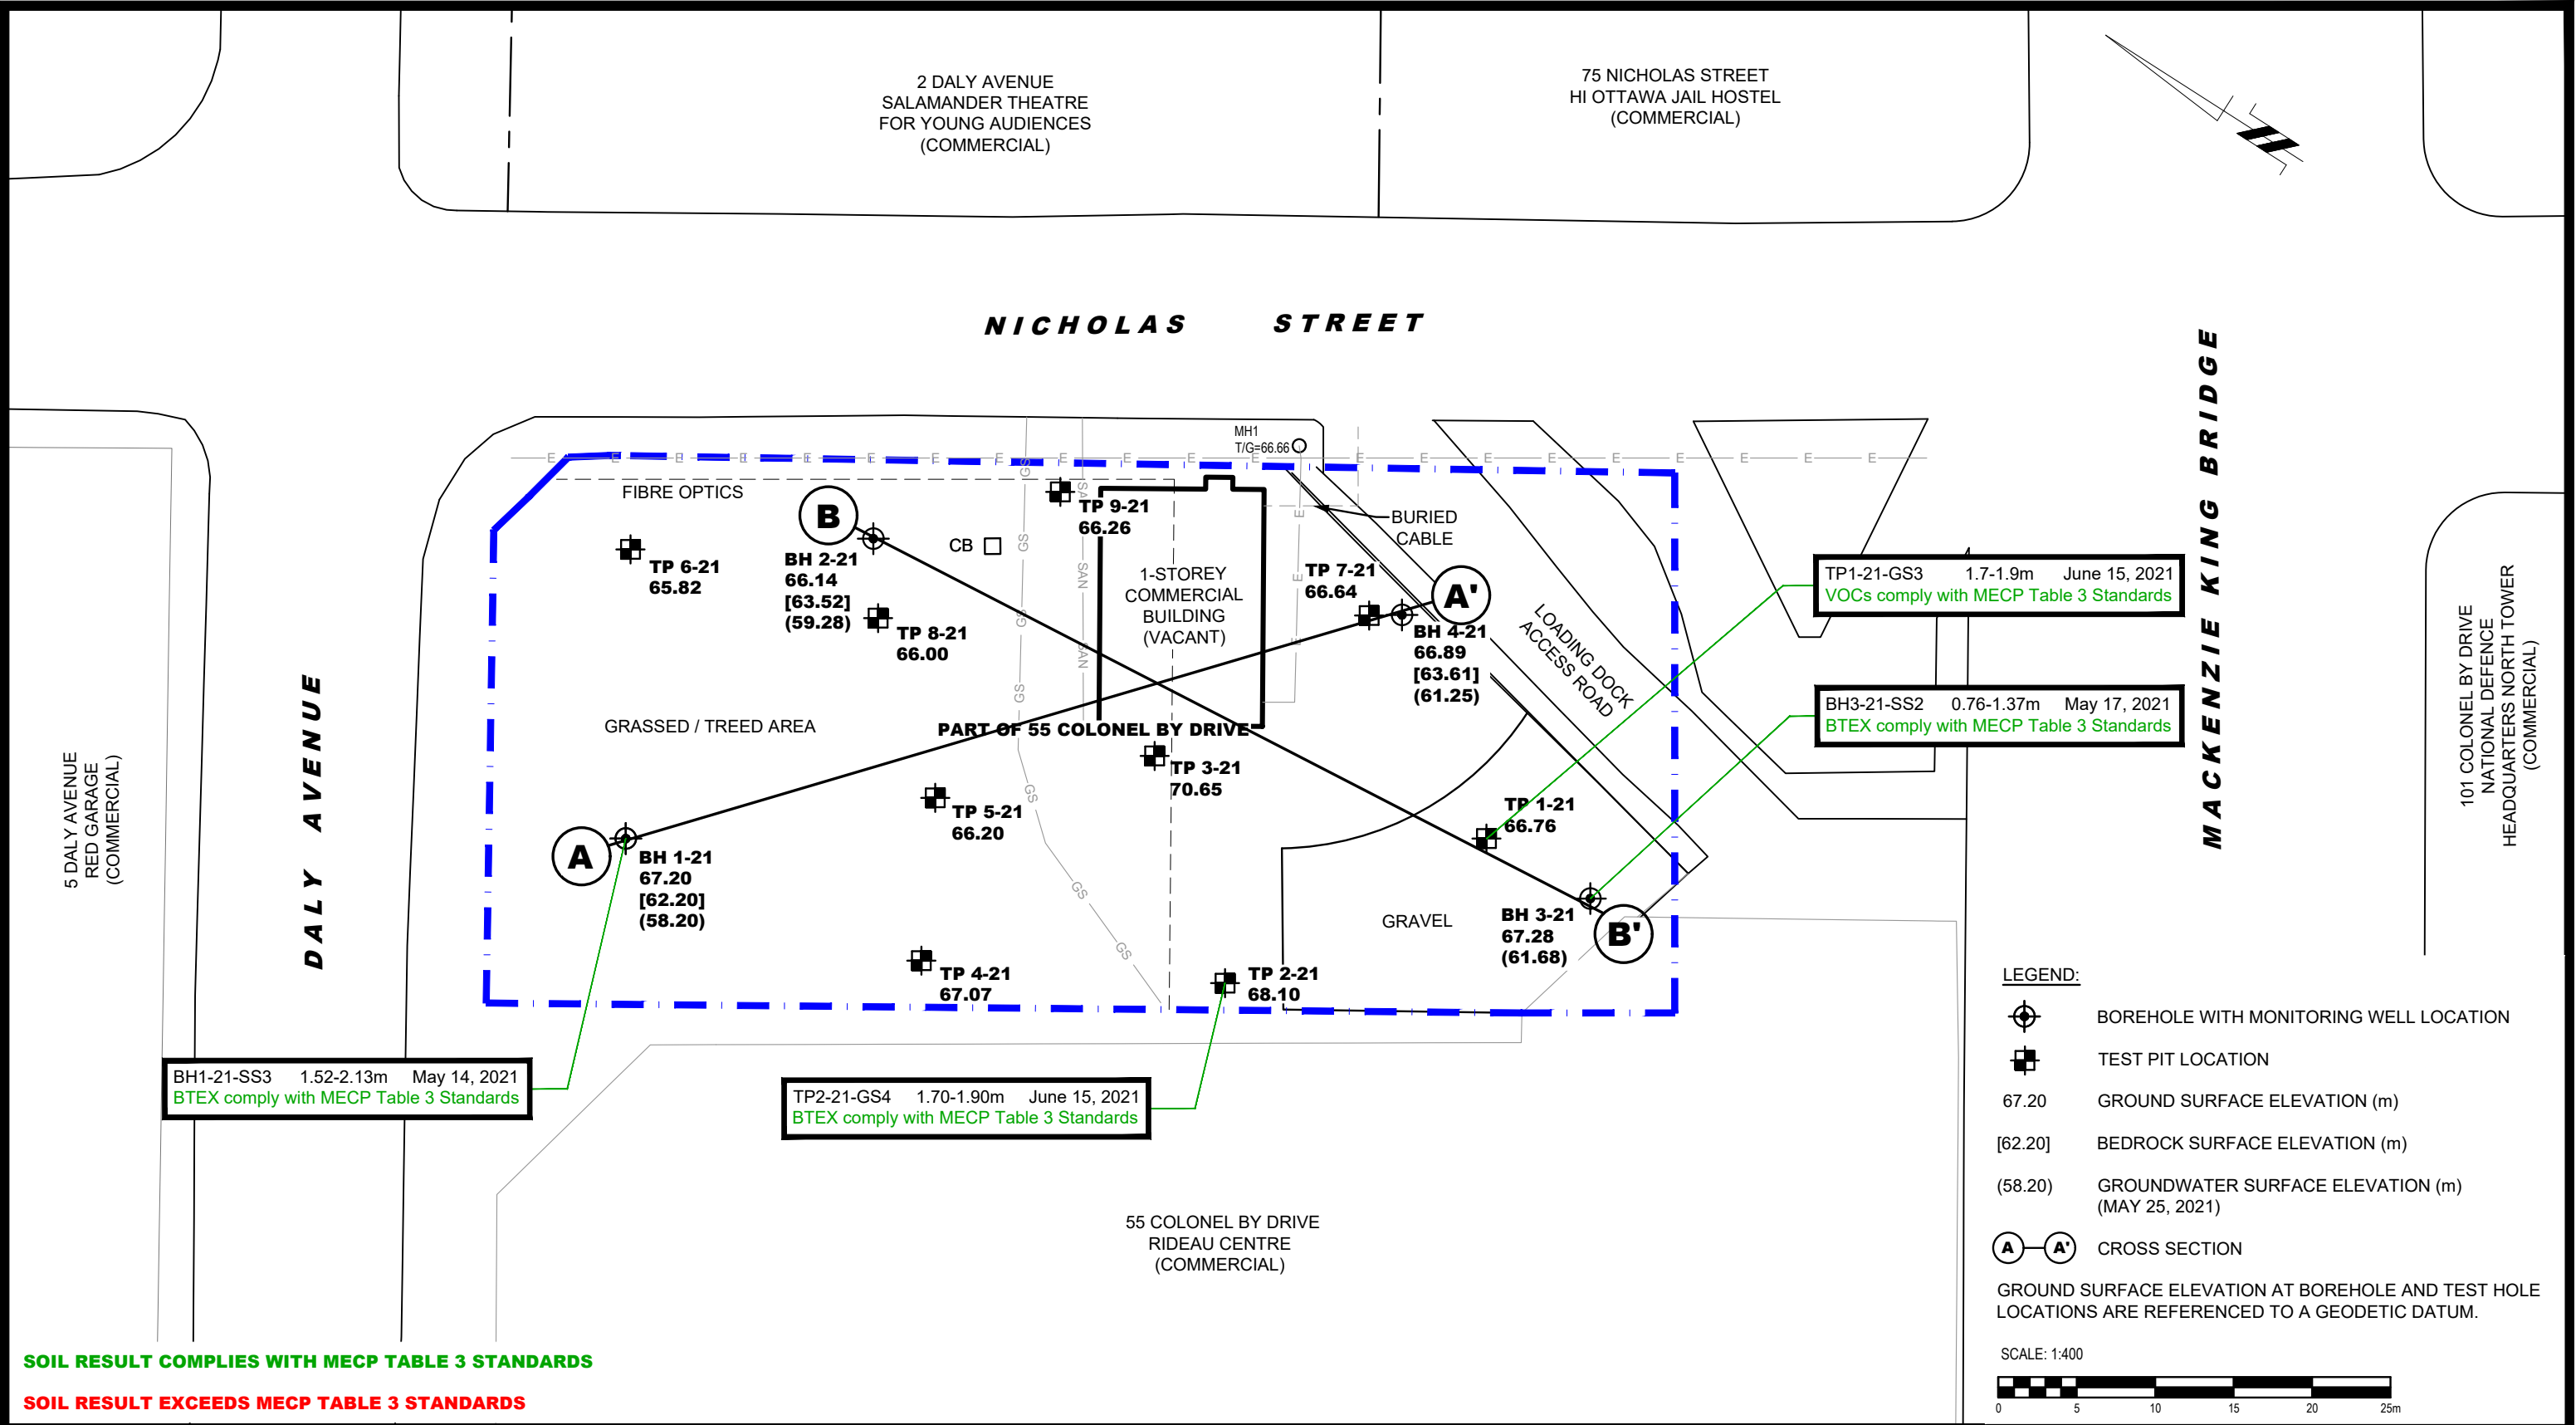 2 DALY AVENUE
SALAMANDER THEATRE
FOR YOUNG AUDIENCES
(COMMERCIAL)
75 NICHOLAS STREET
HI OTTAWA JAIL HOSTEL
(COMMERCIAL)
NICHOLAS STREET
MACKENZIE KING BRIDGE
DALY AVENUE
5 DALY AVENUE
RED GARAGE
(COMMERCIAL)
101 COLONEL BY DRIVE
NATIONAL DEFENCE
HEADQUARTERS NORTH TOWER
(COMMERCIAL)
MH1
T/G=66.66
E E E E E E E E E E E E E E E E E E E E E
FIBRE OPTICS
B
BH 2-21
66.14
[63.52]
(59.28)
TP 6-21
65.82
TP 8-21
66.00
CB
TP 9-21
66.26
GS GS GS GS GS GS GS
SAN SAN SAN
E E E
1-STOREY
COMMERCIAL
BUILDING
(VACANT)
BURIED
CABLE
TP 7-21
66.64
A'
BH 4-21
66.89
[63.61]
(61.25)
LOADING DOCK
ACCESS ROAD
TP1-21-GS3 1.7-1.9m June 15, 2021
VOCs comply with MECP Table 3 Standards
BH3-21-SS2 0.76-1.37m May 17, 2021
BTEX comply with MECP Table 3 Standards
GRASSED / TREED AREA
PART OF 55 COLONEL BY DRIVE
TP 3-21
70.65
TP 5-21
66.20
TP 1-21
66.76
A
BH 1-21
67.20
[62.20]
(58.20)
GRAVEL
BH 3-21
67.28
(61.68)
B'
TP 4-21
67.07
TP 2-21
68.10
BH1-21-SS3 1.52-2.13m May 14, 2021
BTEX comply with MECP Table 3 Standards
TP2-21-GS4 1.70-1.90m June 15, 2021
BTEX comply with MECP Table 3 Standards
55 COLONEL BY DRIVE
RIDEAU CENTRE
(COMMERCIAL)
LEGEND:
BOREHOLE WITH MONITORING WELL LOCATION
TEST PIT LOCATION
67.20 GROUND SURFACE ELEVATION (m)
[62.20] BEDROCK SURFACE ELEVATION (m)
(58.20) GROUNDWATER SURFACE ELEVATION (m)
(MAY 25, 2021)
A A' CROSS SECTION
GROUND SURFACE ELEVATION AT BOREHOLE AND TEST HOLE
LOCATIONS ARE REFERENCED TO A GEODETIC DATUM.
SCALE: 1:400
0 5 10 15 20 25m
SOIL RESULT COMPLIES WITH MECP TABLE 3 STANDARDS
SOIL RESULT EXCEEDS MECP TABLE 3 STANDARDS